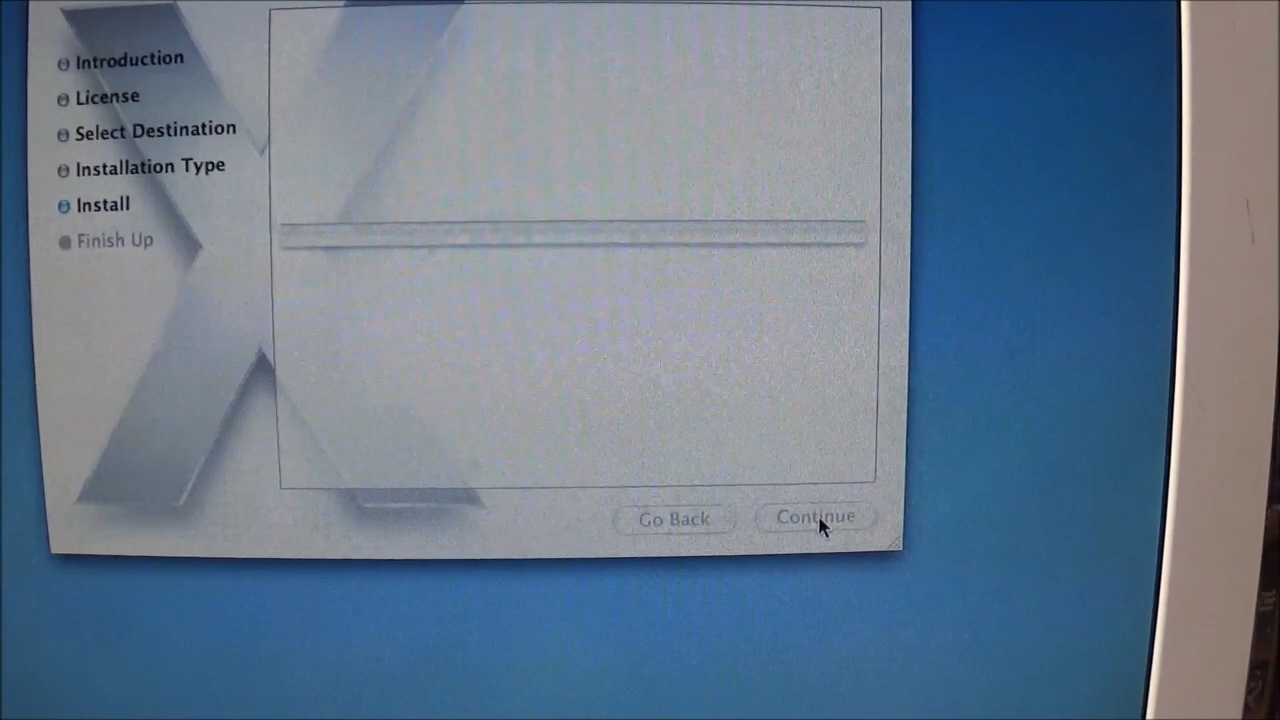 Introduction
License
Select Destination
Installation Type
Install
Finish Up
Go Back
Continue